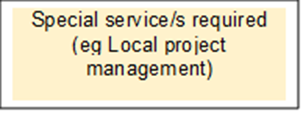 Special service/s required
(eg Local project
management)